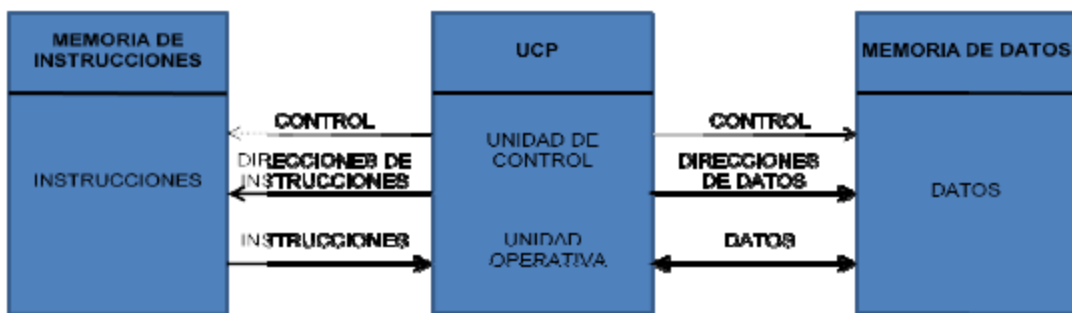 MEMORIA DE
INSTRUCCIONES
UCP
MEMORIA DE DATOS
CONTROL
DIRECCIONES DE
INSTRUCCIONES
INSTRUCCIONES
INSTRUCCIONES
UNIDAD DE
CONTROL
UNIDAD
OPERATIVA
CONTROL
DIRECCIONES
DE DATOS
DATOS
DATOS